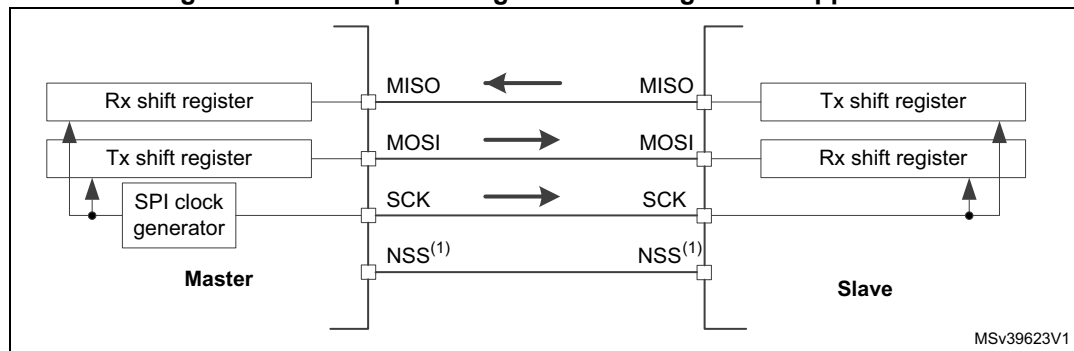 Rx shift register
Tx shift register
SPI clock
generator
Master
MISO
MOSI
SCK
NSS(1)
MISO
MOSI
SCK
NSS(1)
Tx shift register
Rx shift register
Slave
MSv39623V1